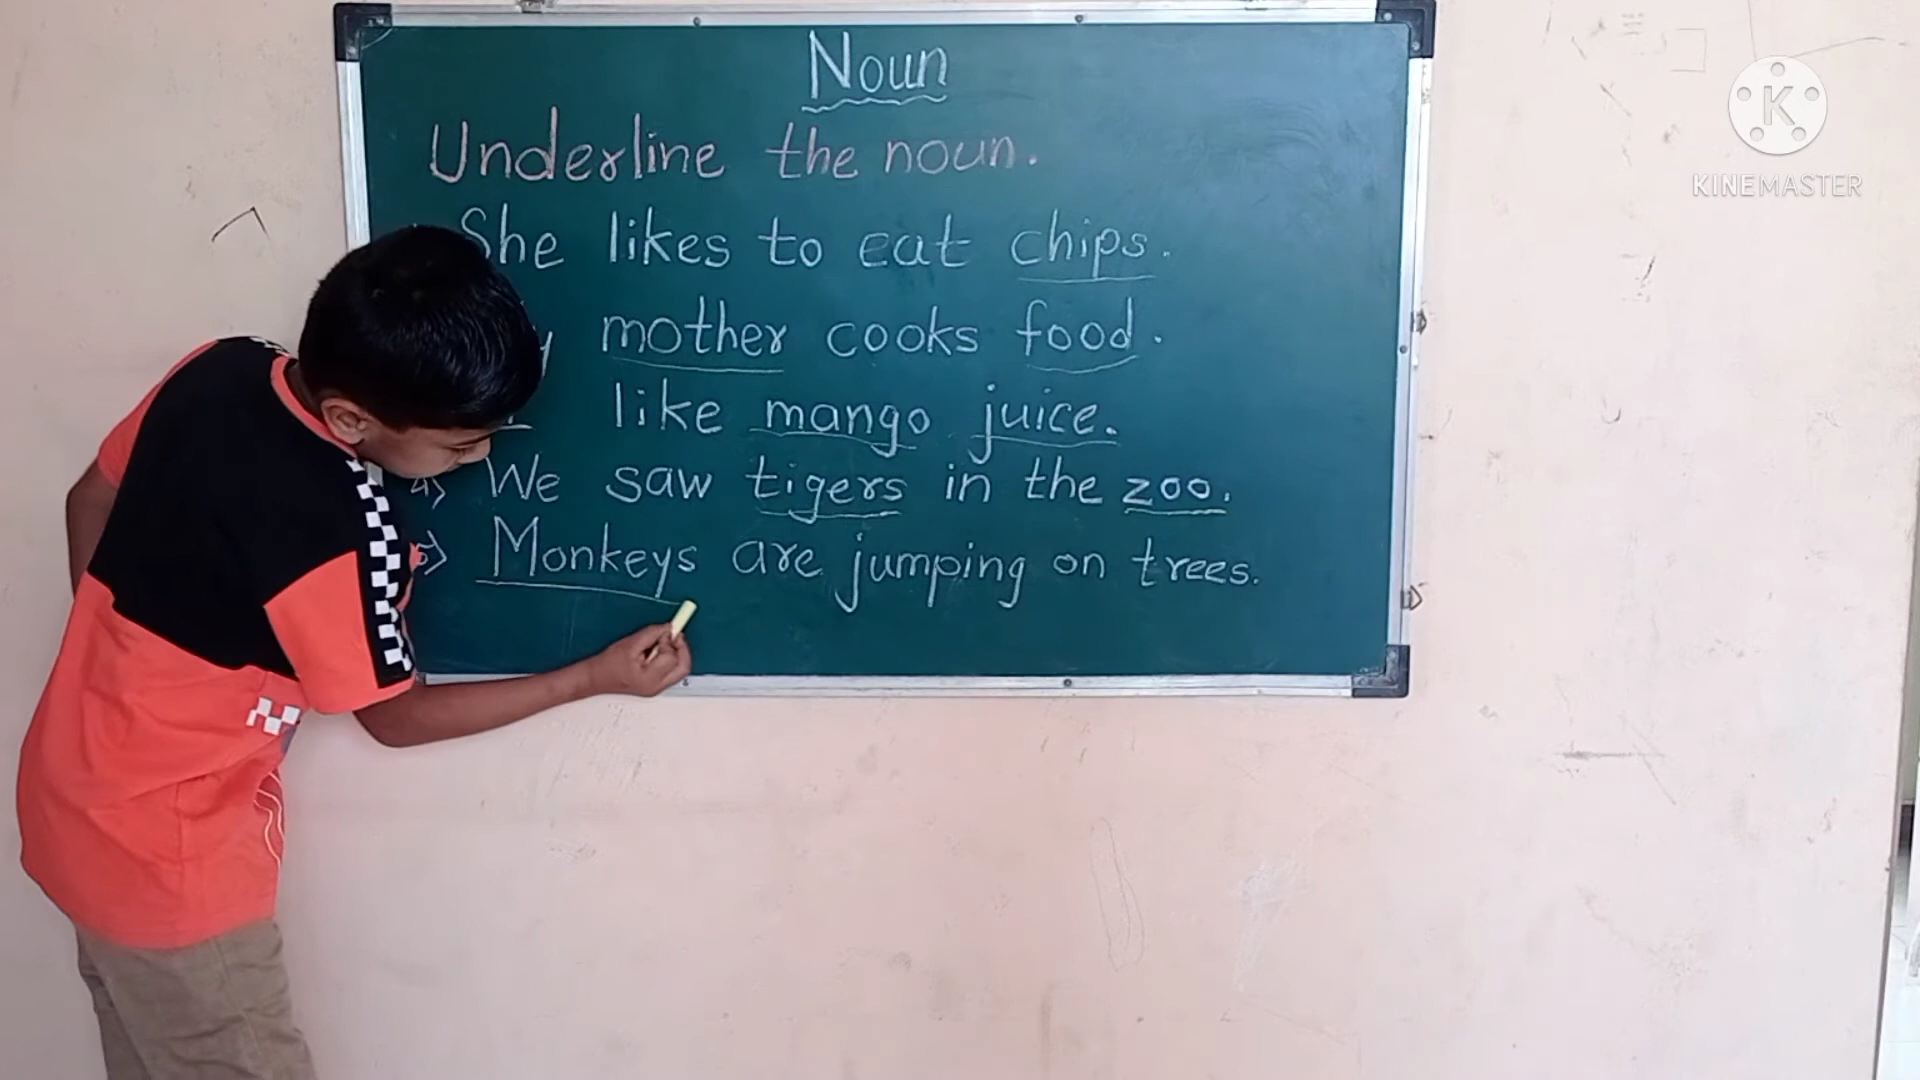 Noun
Underline the noun.
She likes to eat chips.
mother cooks food.
like mango juice.
4) We saw tigers in the zoo.
5) Monkeys are jumping on trees.
K
KINEMASTER